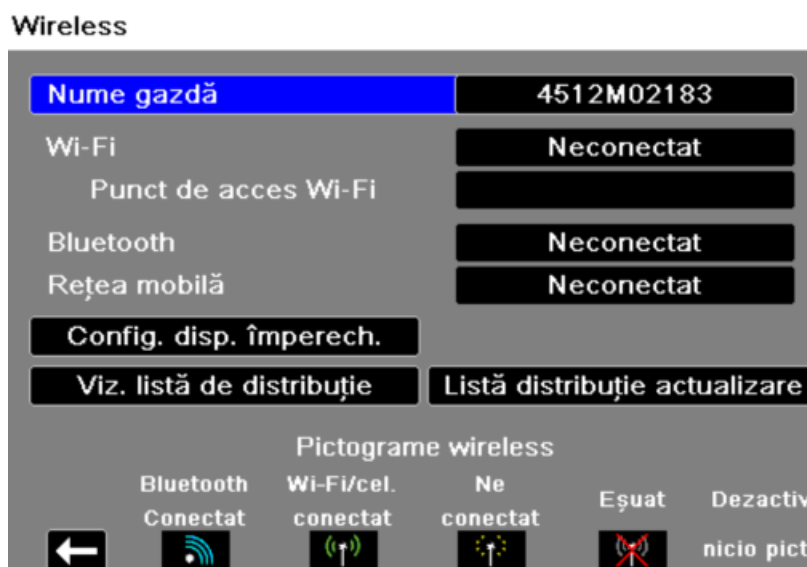 Wireless
Nume gazdă 4512M02183
Wi-Fi Neconectat
Punct de acces Wi-Fi
Bluetooth Neconectat
Rețea mobilă Neconectat
Config. disp. împerech.
Viz. listă de distribuție Listă distribuție actualizare
Pictograme wireless
Bluetooth Wi-Fi/cel. Ne
Eșuat Dezactiv
Conectat conectat conectat
nicio pict